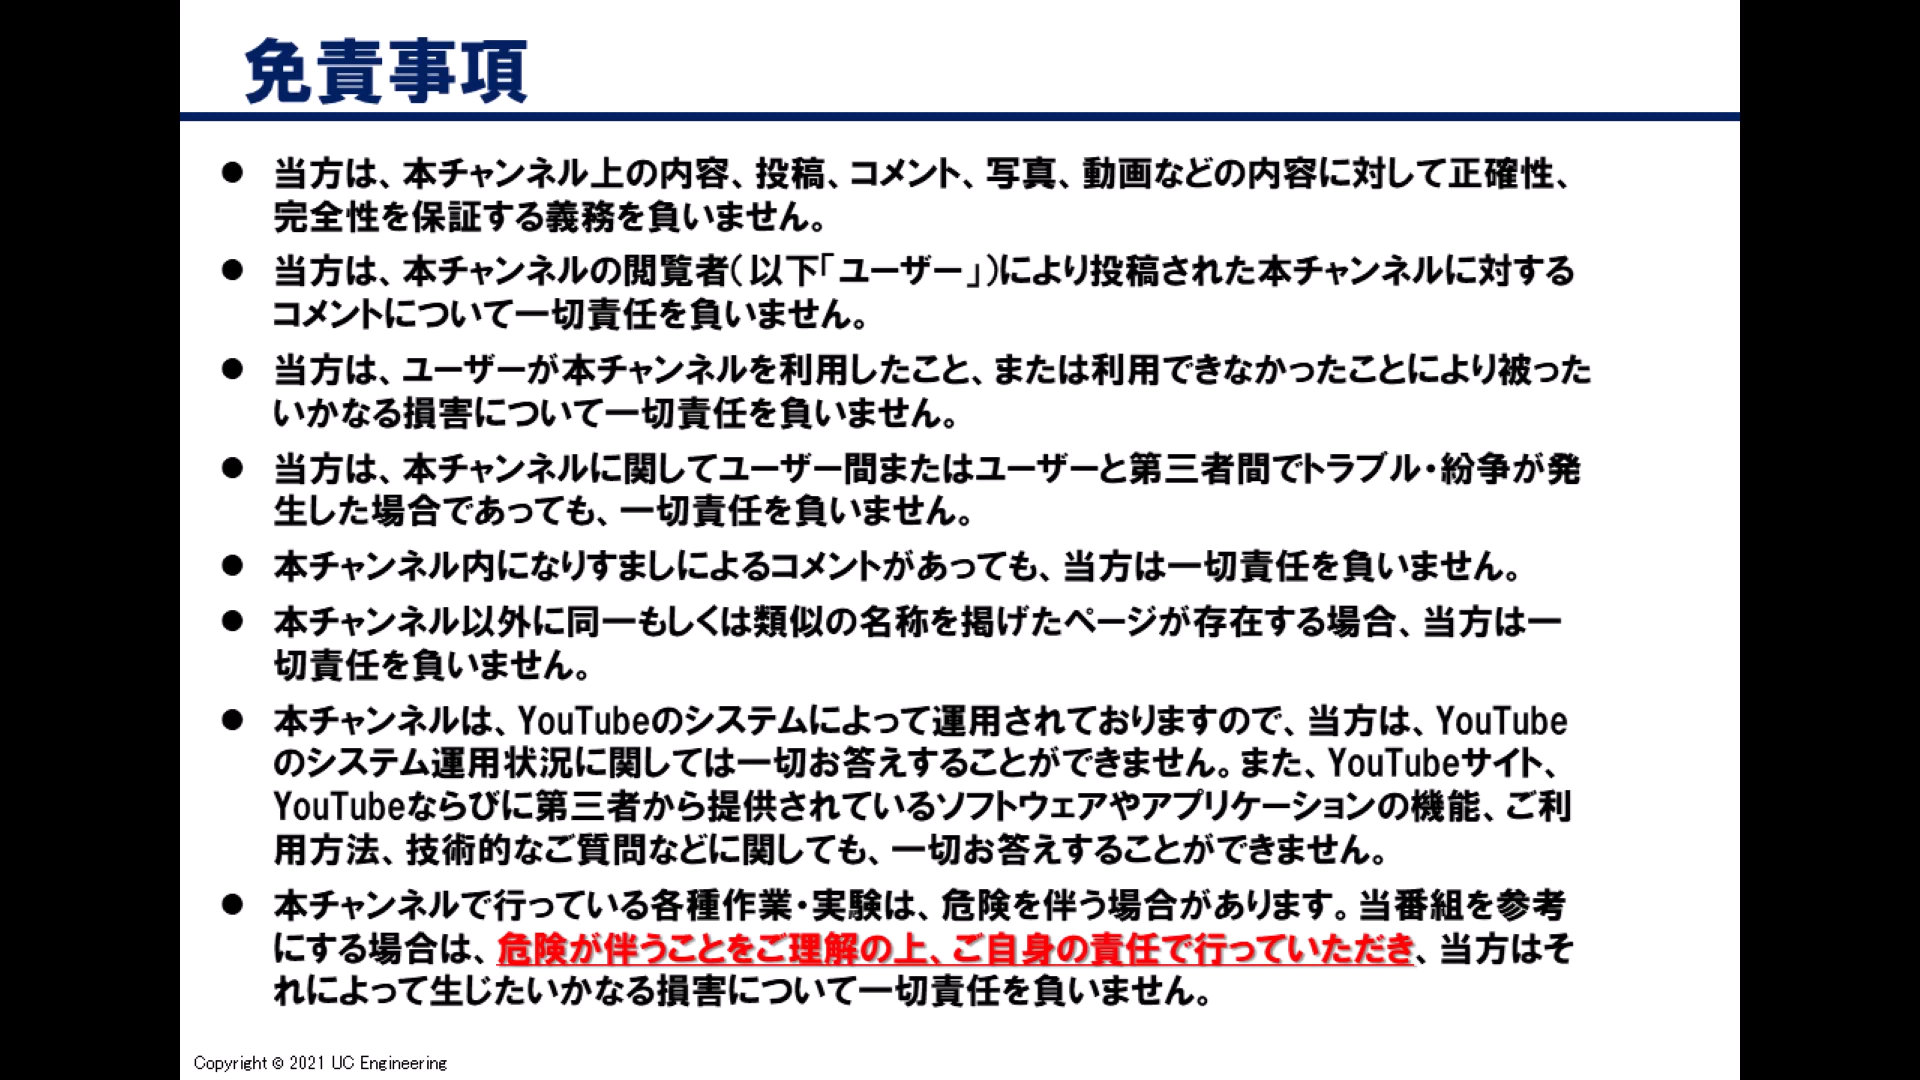 免責事項
● 当方は、本チャンネル上の内容、投稿、コメント、写真、動画などの内容に対して正確性、
完全性を保証する義務を負いません。
● 当方は、本チャンネルの閲覧者(以下「ユーザー」)により投稿された本チャンネルに対する
コメントについて一切責任を負いません。
● 当方は、ユーザーが本チャンネルを利用したこと、または利用できなかったことにより被った
いかなる損害について一切責任を負いません。
● 当方は、本チャンネルに関してユーザー間またはユーザーと第三者間でトラブル・紛争が発
生した場合であっても、一切責任を負いません。
● 本チャンネル内になりすましによるコメントがあっても、当方は一切責任を負いません。
● 本チャンネル以外に同一もしくは類似の名称を掲げたページが存在する場合、当方は一
切責任を負いません。
● 本チャンネルは、YouTubeのシステムによって運用されておりますので、当方は、YouTube
のシステム運用状況に関しては一切お答えすることができません。また、YouTubeサイト、
YouTubeならびに第三者から提供されているソフトウェアやアプリケーションの機能、ご利
用方法、技術的なご質問などに関しても、一切お答えすることができません。
● 本チャンネルで行っている各種作業・実験は、危険を伴う場合があります。当番組を参考
にする場合は、危険が伴うことをご理解の上、ご自身の責任で行っていただき、当方はそ
れによって生じたいかなる損害について一切責任を負いません。
Copyright © 2021 UC Engineering